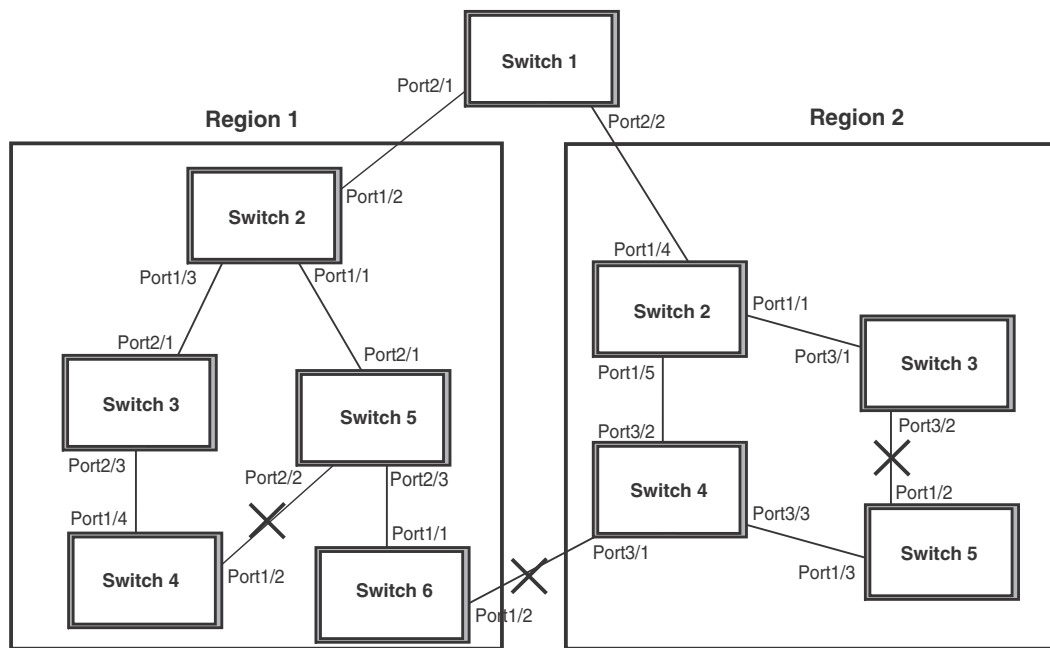 Switch 1
Port2/1
Region 1
Port2/2
Region 2
Switch 2
Port1/2
Port1/3
Port1/1
Port1/4
Switch 2
Port1/1
Port2/1
Port2/1
Port1/5
Port3/1
Switch 3
Switch 3
Switch 5
Port3/2
Port3/2
Port2/3
Port2/2
Port2/3
Switch 4
Port1/2
Port1/4
Port1/1
Port3/3
Port3/1
Switch 4
Port1/2
Switch 6
Port1/2
Port1/3
Switch 5